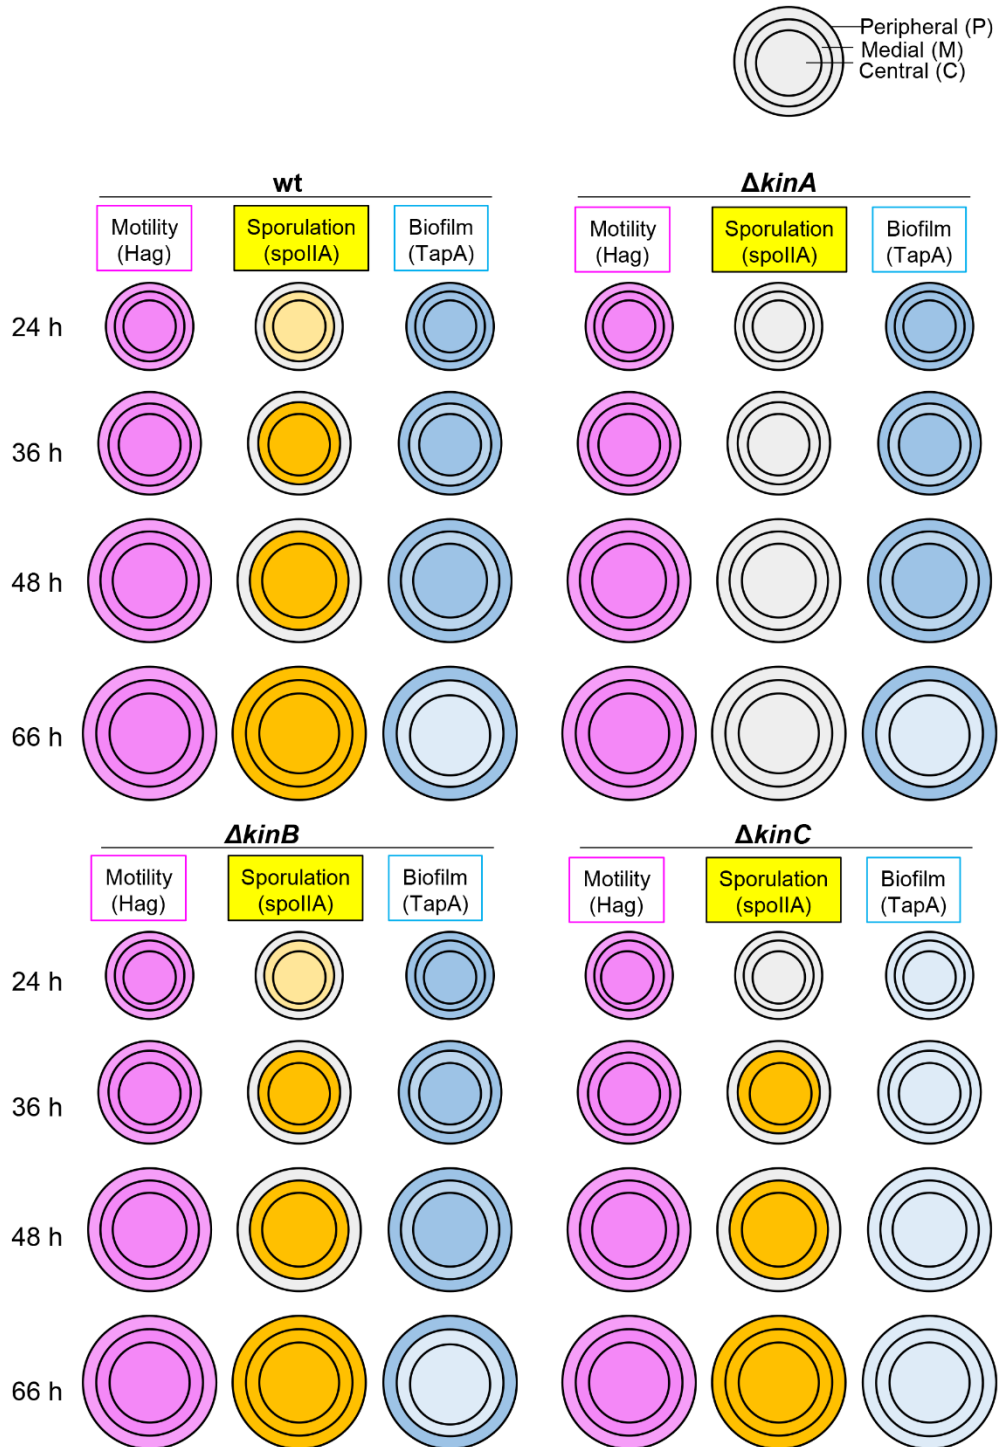 Peripheral (P)
Medial (M)
Central (C)
wt
ΔkinA
Motility
(Hag)
Sporulation
(spoIIA)
Biofilm
(TapA)
Motility
(Hag)
Sporulation
(spoIIA)
Biofilm
(TapA)
24 h
36 h
48 h
66 h
ΔkinB
ΔkinC
Motility
(Hag)
Sporulation
(spoIIA)
Biofilm
(TapA)
Motility
(Hag)
Sporulation
(spoIIA)
Biofilm
(TapA)
24 h
36 h
48 h
66 h